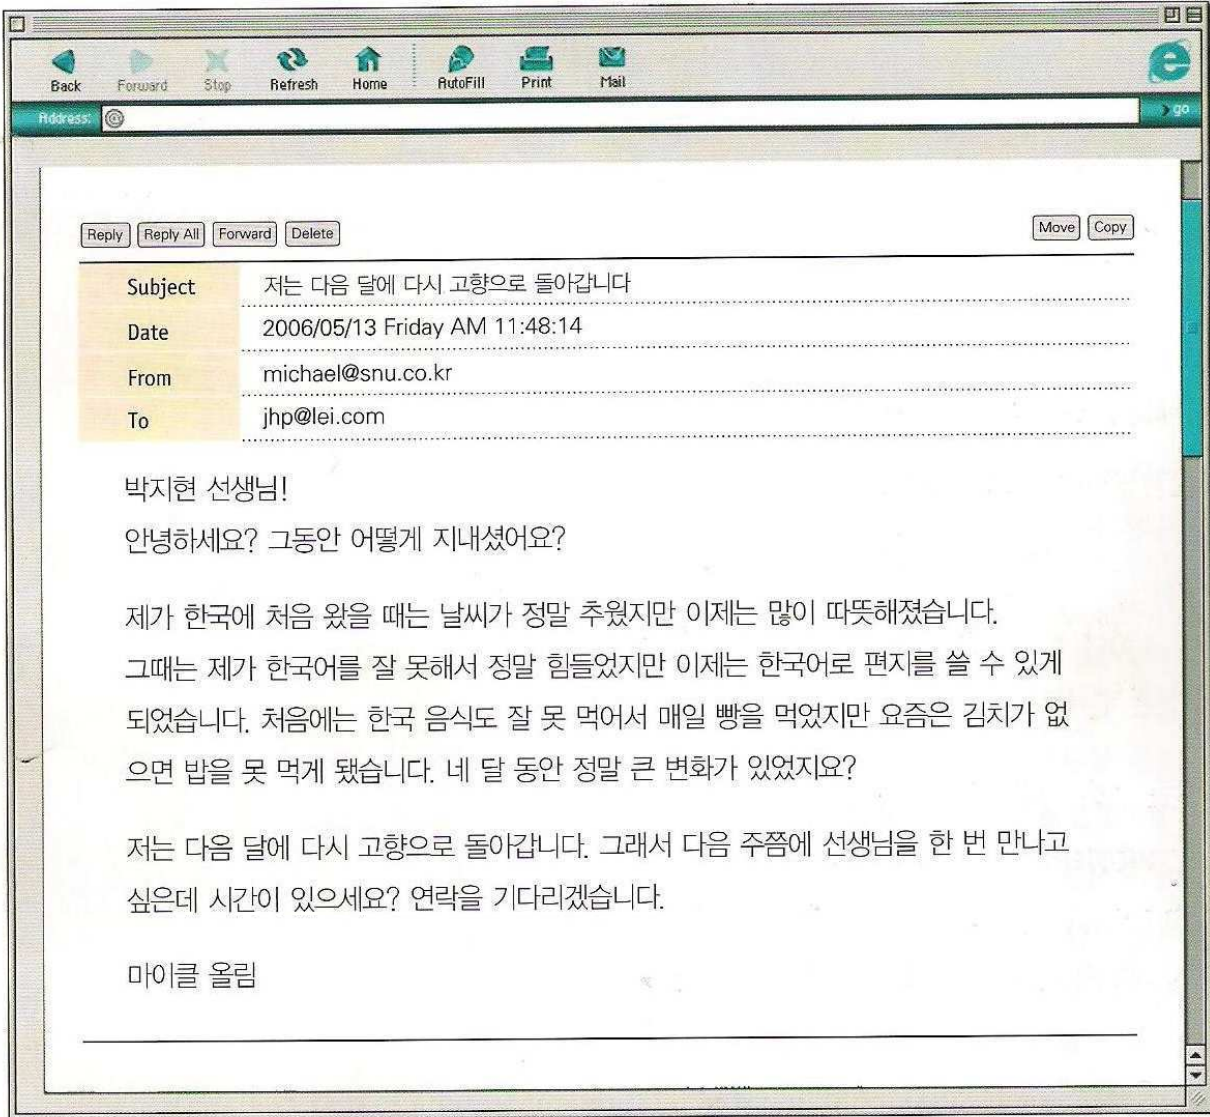 Back Forward Stop Refresh Home AutoFill Print Mail
Address: @ go
Reply Reply All Forward Delete Move Copy
Subject 저는 다음 달에 다시 고향으로 돌아갑니다
Date 2006/05/13 Friday AM 11:48:14
From michael@snu.co.kr
To jhp@lei.com
박지현 선생님!
안녕하세요? 그동안 어떻게 지내셨어요?
제가 한국에 처음 왔을 때는 날씨가 정말 추웠지만 이제는 많이 따뜻해졌습니다.
그때는 제가 한국어를 잘 못해서 정말 힘들었지만 이제는 한국어로 편지를 쓸 수 있게
되었습니다. 처음에는 한국 음식도 잘 못 먹어서 매일 빵을 먹었지만 요즘은 김치가 없
으면 밥을 못 먹게 됐습니다. 네 달 동안 정말 큰 변화가 있었지요?
저는 다음 달에 다시 고향으로 돌아갑니다. 그래서 다음 주쯤에 선생님을 한 번 만나고
싶은데 시간이 있으세요? 연락을 기다리겠습니다.
마이클 올림